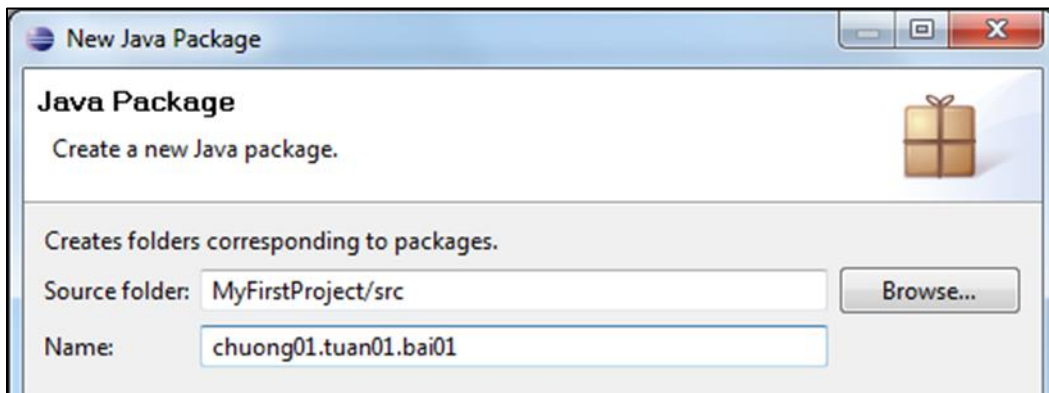 New Java Package
Java Package
Create a new Java package.
Creates folders corresponding to packages.
Source folder: MyFirstProject/src Browse...
Name: chuong01.tuan01.bai01